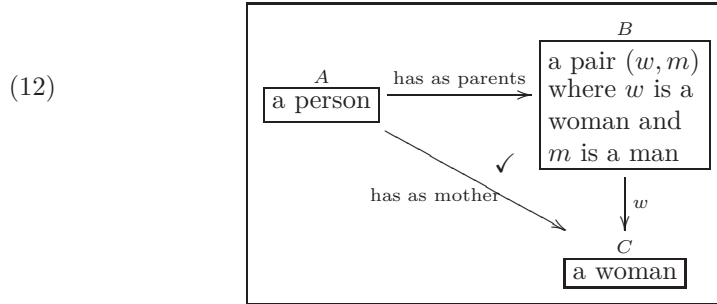 (12)
A
a person
has as parents
B
a pair (w, m)
where w is a
woman and
m is a man
✓
has as mother
w
C
a woman